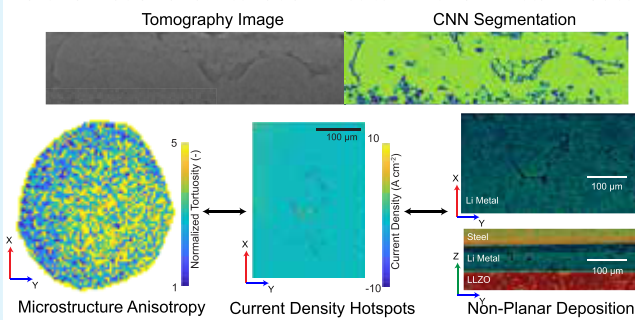 Tomography Image
CNN Segmentation
5
Normalized Tortuosity (-)
1
X
Y
Microstructure Anisotropy
100 µm
10
Current Density (A cm-2)
-10
X
Y
Current Density Hotspots
X
Li Metal
100 µm
Y
Steel
Z
Li Metal
100 µm
LLZO
Y
Non-Planar Deposition